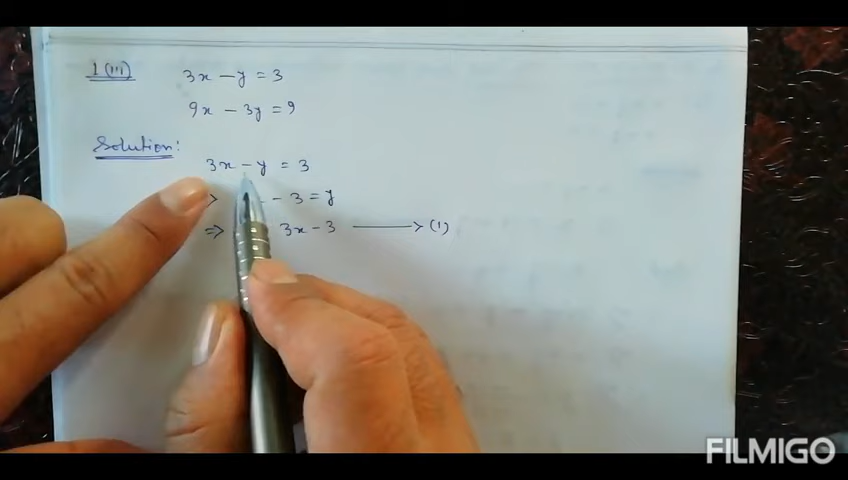 1 (iii)
3x - y = 3
9x - 3y = 9
Solution:
3x - y = 3
- 3 = y
=> 3x - 3 ⟶ (1)
FILMIGO